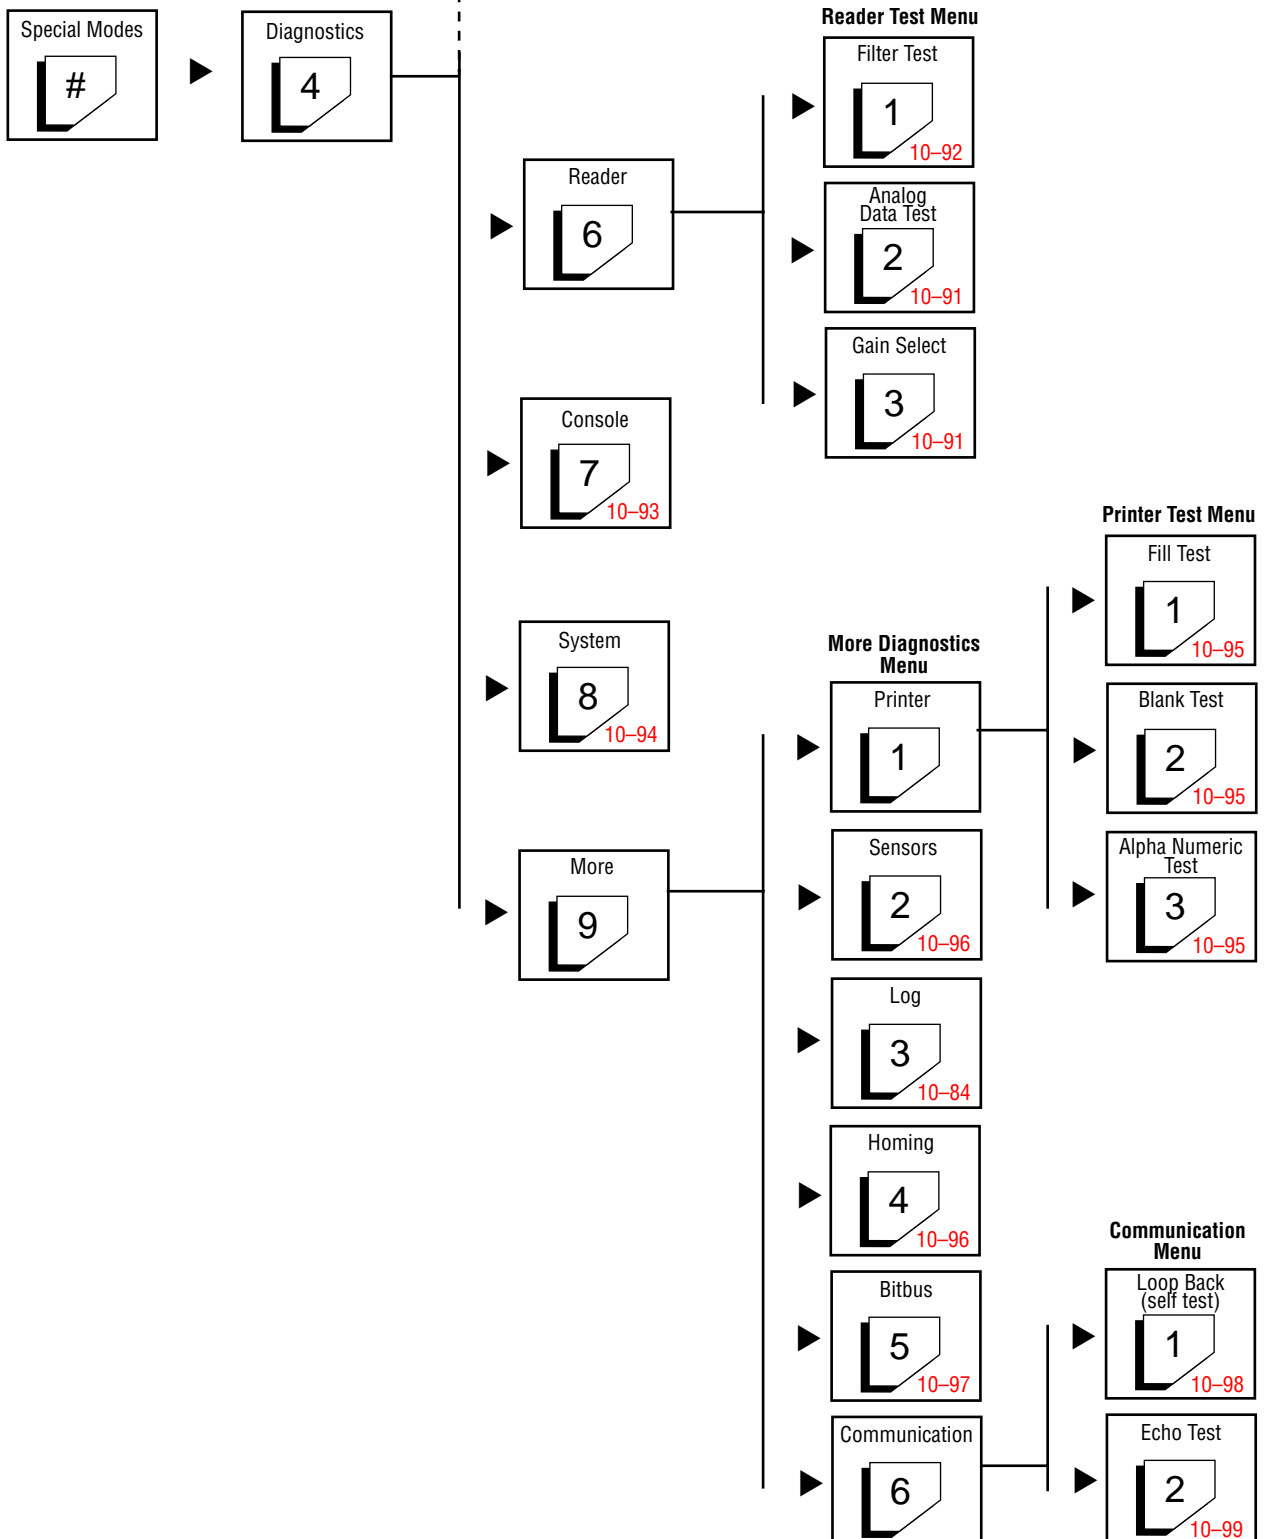 Special Modes
#
Diagnostics
4
Reader
6
Reader Test Menu
Filter Test
1
10–92
Analog
Data Test
2
10–91
Gain Select
3
10–91
Console
7
10–93
System
8
10–94
More
9
More Diagnostics
Menu
Printer
1
Printer Test Menu
Fill Test
1
10–95
Blank Test
2
10–95
Alpha Numeric
Test
3
10–95
Sensors
2
10–96
Log
3
10–84
Homing
4
10–96
Bitbus
5
10–97
Communication
6
Communication
Menu
Loop Back
(self test)
1
10–98
Echo Test
2
10–99